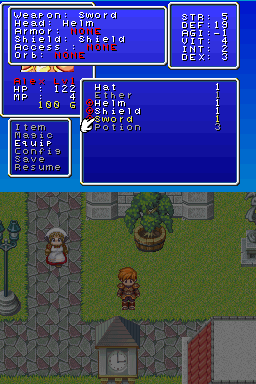 Weapon: Sword
Head: Helm
Armor: NONE
Shield: Shield
Access.: NONE
Orb: NONE
STR: 5
DEF: 19
AGI: -1
VIT: 4
INT: 2
DEX: 3
Alex Lv1
HP : 122
MP : 4
100 G
Hat 1
Ether
Helm 1
Shield 1
Sword 1
Potion 3
Item
Magic
Equip
Config
Save
Resume